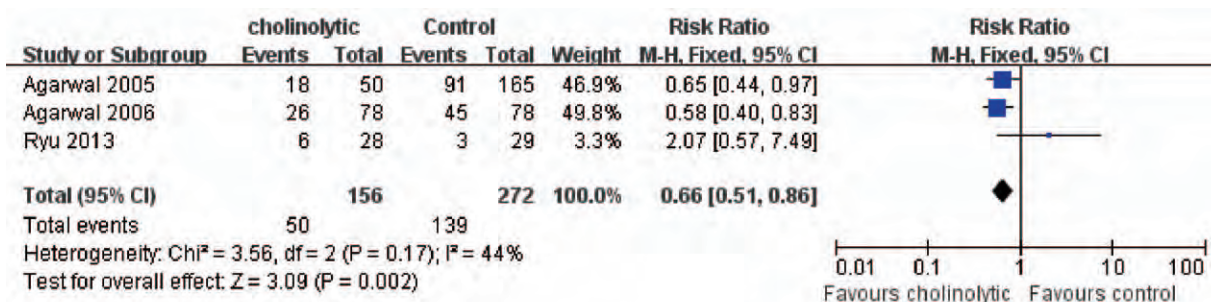 cholinolytic Control Risk Ratio Risk Ratio
Study or Subgroup Events Total Events Total Weight M-H, Fixed, 95% CI M-H, Fixed, 95% CI
Agarwal 2005 18 50 91 165 46.9% 0.65 [0.44, 0.97]
Agarwal 2006 26 78 45 78 49.8% 0.58 [0.40, 0.83]
Ryu 2013 6 28 3 29 3.3% 2.07 [0.57, 7.49]
Total (95% CI) 156 272 100.0% 0.66 [0.51, 0.86]
Total events 50 139
Heterogeneity: Chi² = 3.56, df = 2 (P = 0.17); I² = 44%
Test for overall effect: Z = 3.09 (P = 0.002)
0.01 0.1 1 10 100
Favours cholinolytic Favours control